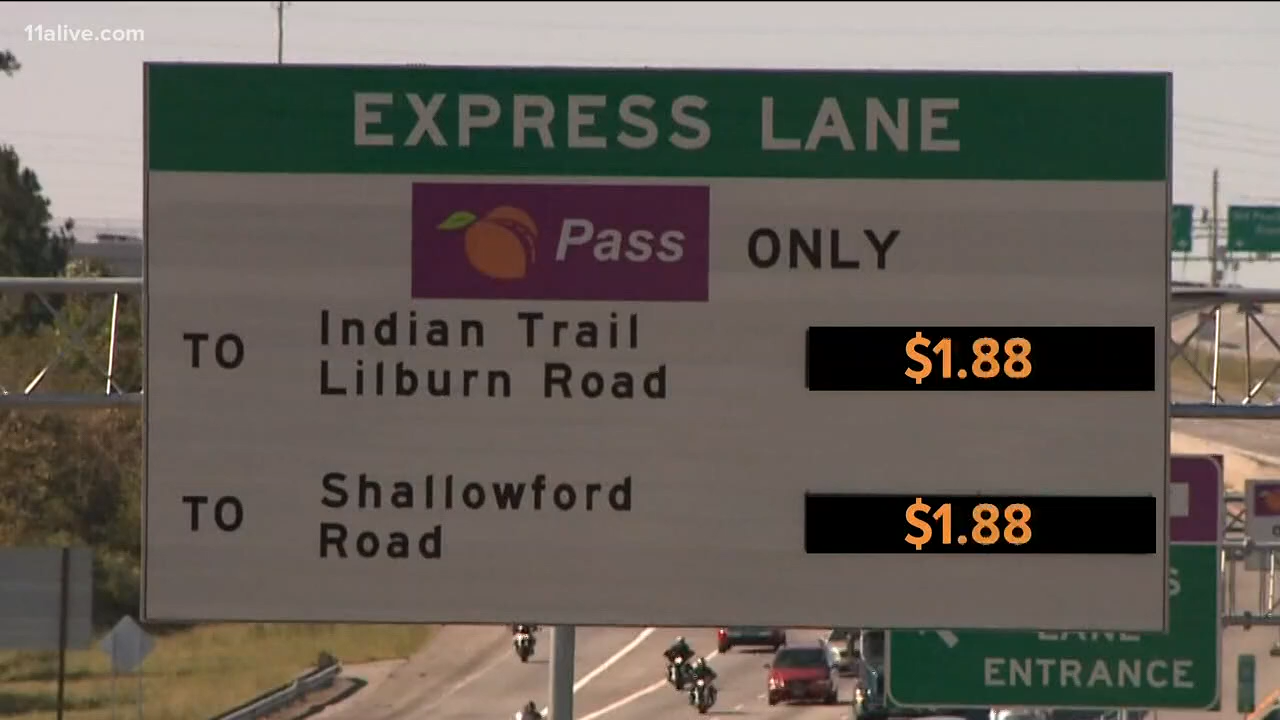 11alive.com
EXPRESS LANE
Pass ONLY
TO Indian Trail
Lilburn Road $1.88
TO Shallowford
Road $1.88
LANE
ENTRANCE